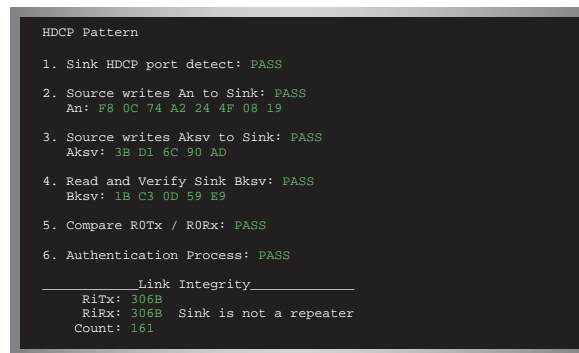 HDCP Pattern
1. Sink HDCP port detect: PASS
2. Source writes An to Sink: PASS
An: F8 0C 74 A2 24 4F 08 19
3. Source writes Aksv to Sink: PASS
Aksv: 3B D1 6C 90 AD
4. Read and Verify Sink Bksv: PASS
Bksv: 1B C3 0D 59 E9
5. Compare R0Tx / R0Rx: PASS
6. Authentication Process: PASS
____________Link Integrity_____________
RiTx: 306B
RiRx: 306B  Sink is not a repeater
Count: 161